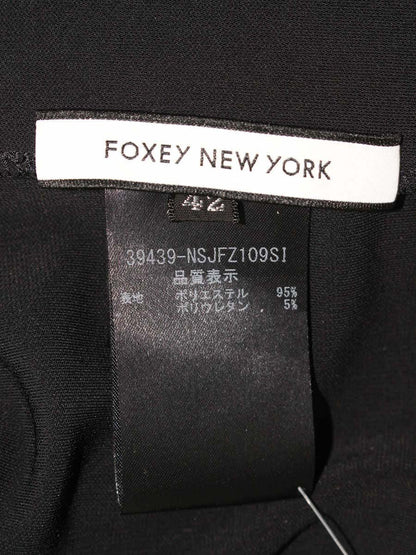 FOXEY NEW YORK
42
39439-NSJFZ109SI
品質表示
表地 ポリエステル 95%
ポリウレタン 5%